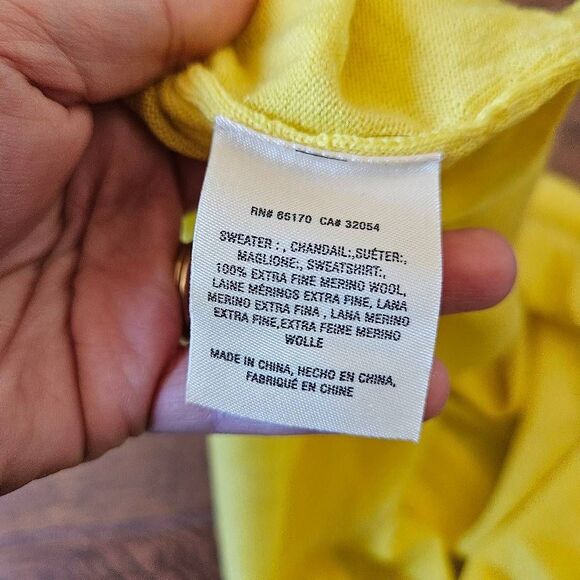 RN# 66170 CA# 32054
SWEATER : , CHANDAIL:,SUÉTER:,
MAGLIONE:, SWEATSHIRT:,
100% EXTRA FINE MERINO WOOL,
LAINE MÉRINOS EXTRA FINE, LANA
MERINO EXTRA FINA , LANA MERINO
EXTRA FINE,EXTRA FEINE MERINO
WOLLE
MADE IN CHINA, HECHO EN CHINA,
FABRIQUÉ EN CHINE